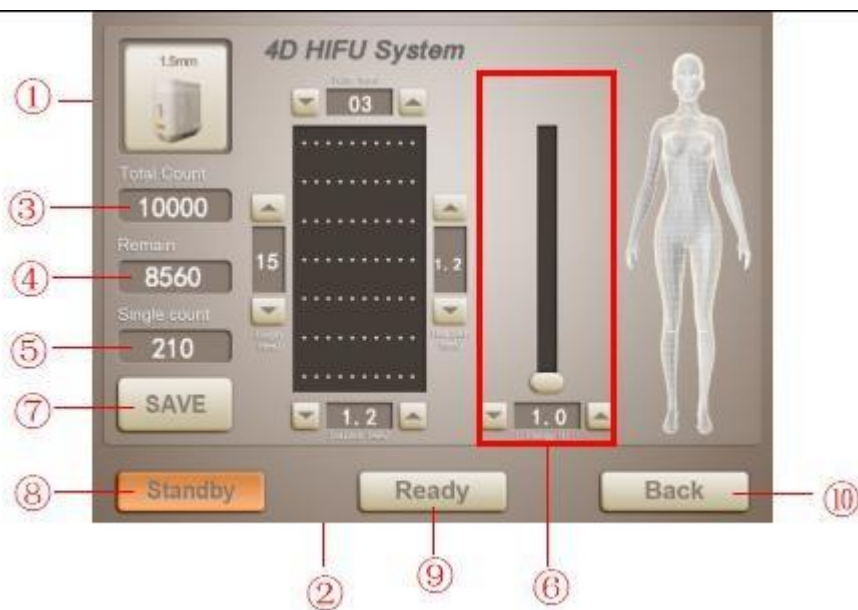 4D HIFU System
1.5mm
①
03
Total Count
③
10000
Remain
④
8560
15
1.2
Single count
⑤
210
⑦
SAVE
1.2
1.0
⑧
Standby
Ready
Back
⑩
②
⑨
⑥